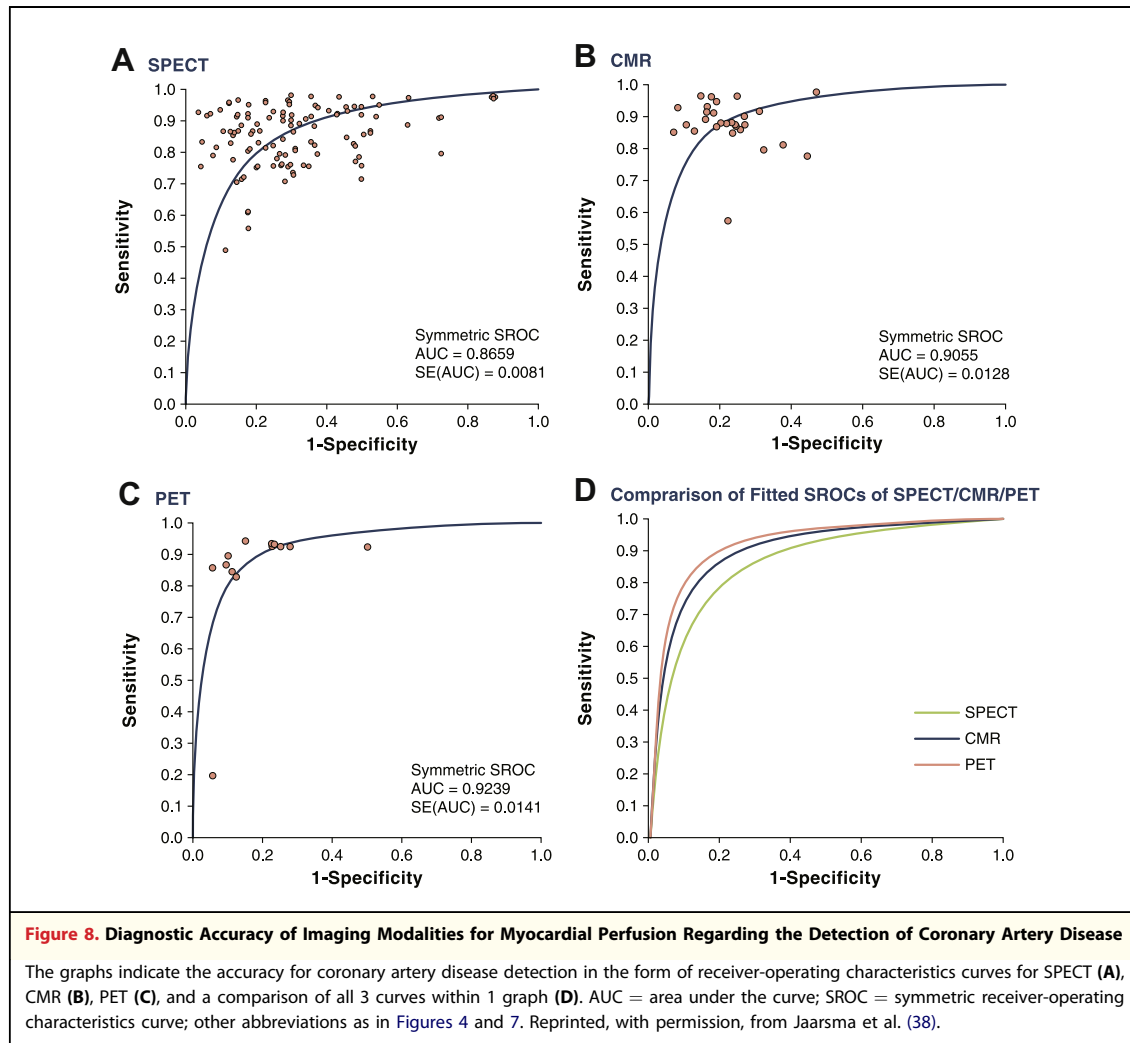 A SPECT
1.0
0.9
0.8
0.7
0.6
0.5
0.4
0.3
0.2
0.1
0.0
Sensitivity
Symmetric SROC
AUC = 0.8659
SE(AUC) = 0.0081
0.0 0.2 0.4 0.6 0.8 1.0
1-Specificity
B CMR
1.0
0.9
0.8
0.7
0.6
0,5
0.4
0.3
0.2
0.1
0.0
Sensitivity
Symmetric SROC
AUC = 0.9055
SE(AUC) = 0.0128
0.0 0.2 0.4 0.6 0.8 1.0
1-Specificity
C PET
1.0
0.9
0.8
0.7
0.6
0.5
0.4
0.3
0.2
0.1
0.0
Sensitivity
Symmetric SROC
AUC = 0.9239
SE(AUC) = 0.0141
0.0 0.2 0.4 0.6 0.8 1.0
1-Specificity
D Comprarison of Fitted SROCs of SPECT/CMR/PET
1.0
0.9
0.8
0.7
0.6
0.5
0.4
0.3
0.2
0.1
0.0
Sensitivity
SPECT
CMR
PET
0.0 0.2 0.4 0.6 0.8 1.0
1-Specificity
Figure 8. Diagnostic Accuracy of Imaging Modalities for Myocardial Perfusion Regarding the Detection of Coronary Artery Disease
The graphs indicate the accuracy for coronary artery disease detection in the form of receiver-operating characteristics curves for SPECT (A),
CMR (B), PET (C), and a comparison of all 3 curves within 1 graph (D). AUC = area under the curve; SROC = symmetric receiver-operating
characteristics curve; other abbreviations as in Figures 4 and 7. Reprinted, with permission, from Jaarsma et al. (38).